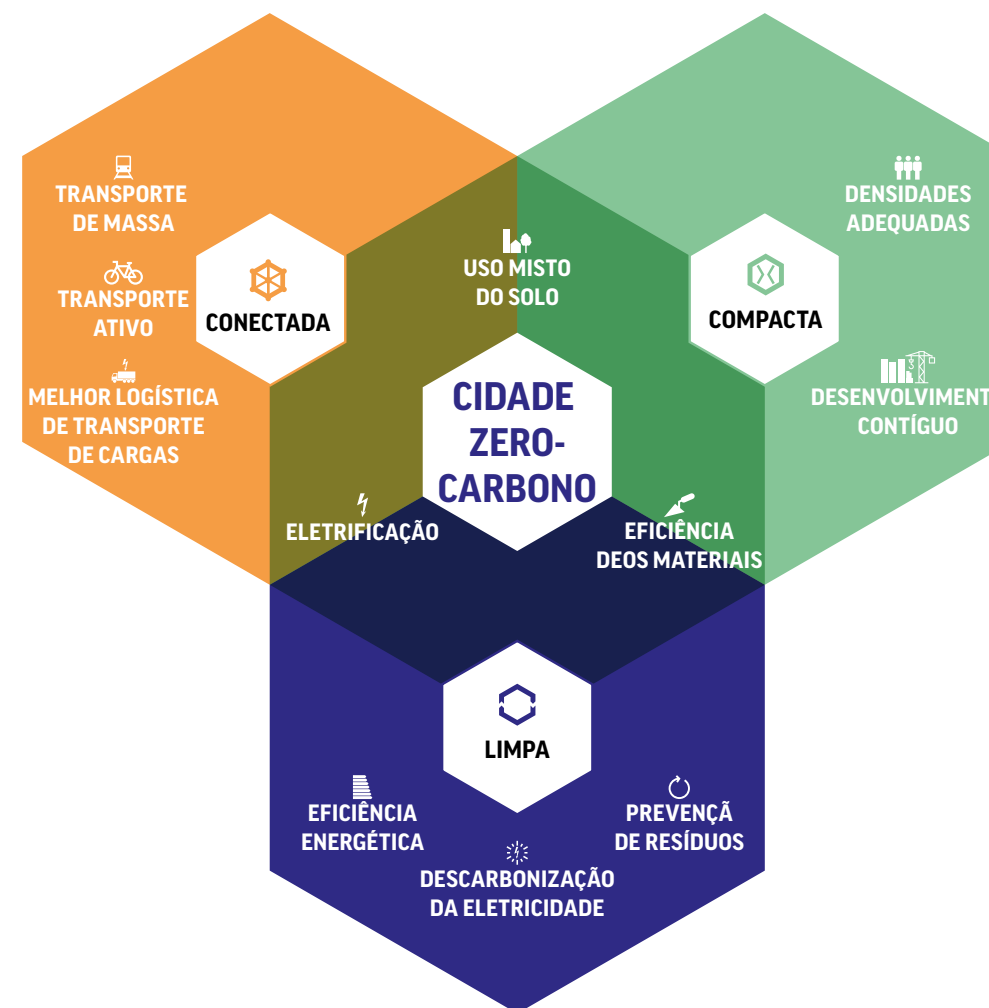 TRANSPORTE
DE MASSA
TRANSPORTE
ATIVO
MELHOR LOGÍSTICA
DE TRANSPORTE
DE CARGAS
CONECTADA
USO MISTO
DO SOLO
COMPACTA
DENSIDADES
ADEQUADAS
DESENVOLVIMENT
CONTÍGUO
CIDADE
ZERO-
CARBONO
ELETRIFICAÇÃO
EFICIÊNCIA
DEOS MATERIAIS
LIMPA
EFICIÊNCIA
ENERGÉTICA
DESCARBONIZAÇÃO
DA ELETRICIDADE
PREVENÇÃ
DE RESÍDUOS